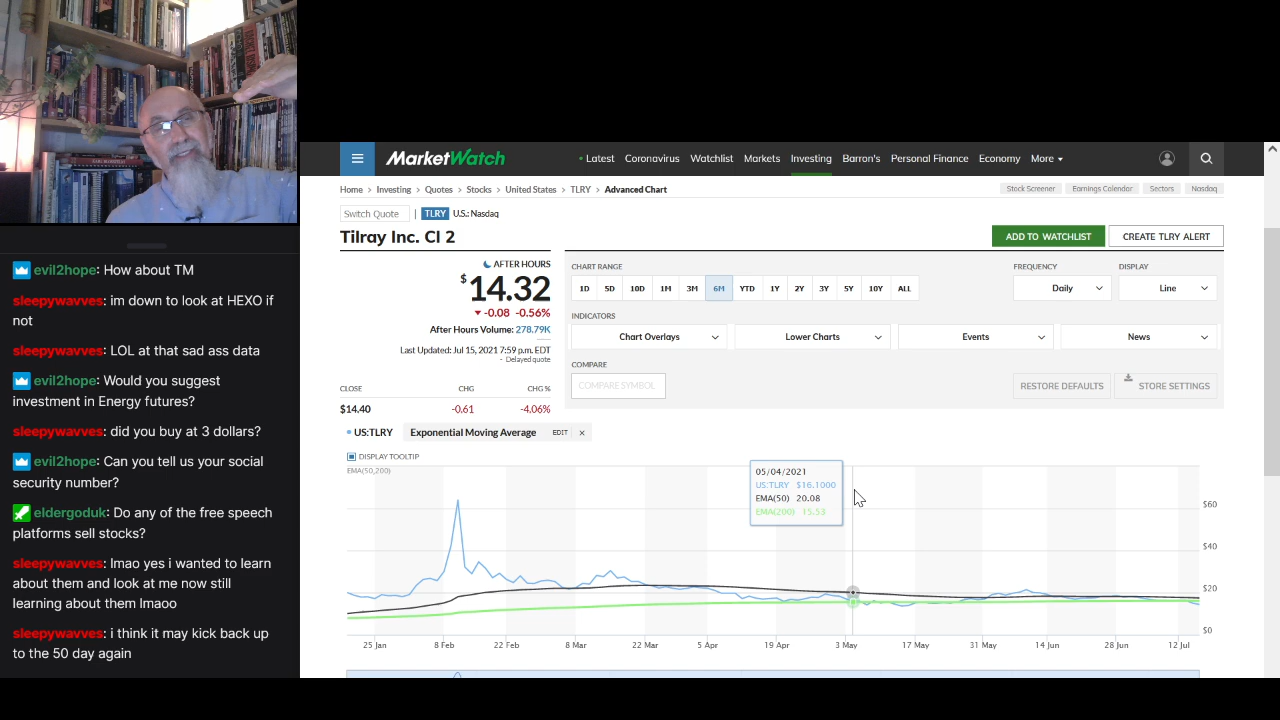 evil2hope: How about TM
sleepywavves: im down to look at HEXO if
not
sleepywavves: LOL at that sad ass data
evil2hope: Would you suggest
investment in Energy futures?
sleepywavves: did you buy at 3 dollars?
evil2hope: Can you tell us your social
security number?
eldergoduk: Do any of the free speech
platforms sell stocks?
sleepywavves: lmao yes i wanted to learn
about them and look at me now still
learning about them lmaoo
sleepywavves: i think it may kick back up
to the 50 day again
MarketWatch
Latest Coronavirus Watchlist Markets Investing Barron's Personal Finance Economy More
Home > Investing > Quotes > Stocks > United States > TLRY > Advanced Chart
Stock Screener Earnings Calendar Sectors Nasdaq
Switch Quote | TLRY U.S.: Nasdaq
Tilray Inc. Cl 2
ADD TO WATCHLIST CREATE TLRY ALERT
AFTER HOURS
$14.32
-0.08 -0.56%
After Hours Volume: 278.79K
Last Updated: Jul 15, 2021 7:59 p.m. EDT
- Delayed quote
CLOSE CHG CHG %
$14.40 -0.61 -4.06%
CHART RANGE
1D 5D 10D 1M 3M 6M YTD 1Y 2Y 3Y 5Y 10Y ALL
FREQUENCY DISPLAY
Daily Line
INDICATORS
Chart Overlays Lower Charts Events News
COMPARE
COMPARE SYMBOL RESTORE DEFAULTS STORE SETTINGS
US:TLRY Exponential Moving Average EDIT x
DISPLAY TOOLTIP
EMA(50,200)
05/04/2021
US:TLRY $16.1000
EMA(50) 20.08
EMA(200) 15.53
$60
$40
$20
$0
25 Jan 8 Feb 22 Feb 8 Mar 22 Mar 5 Apr 19 Apr 3 May 17 May 31 May 14 Jun 28 Jun 12 Jul